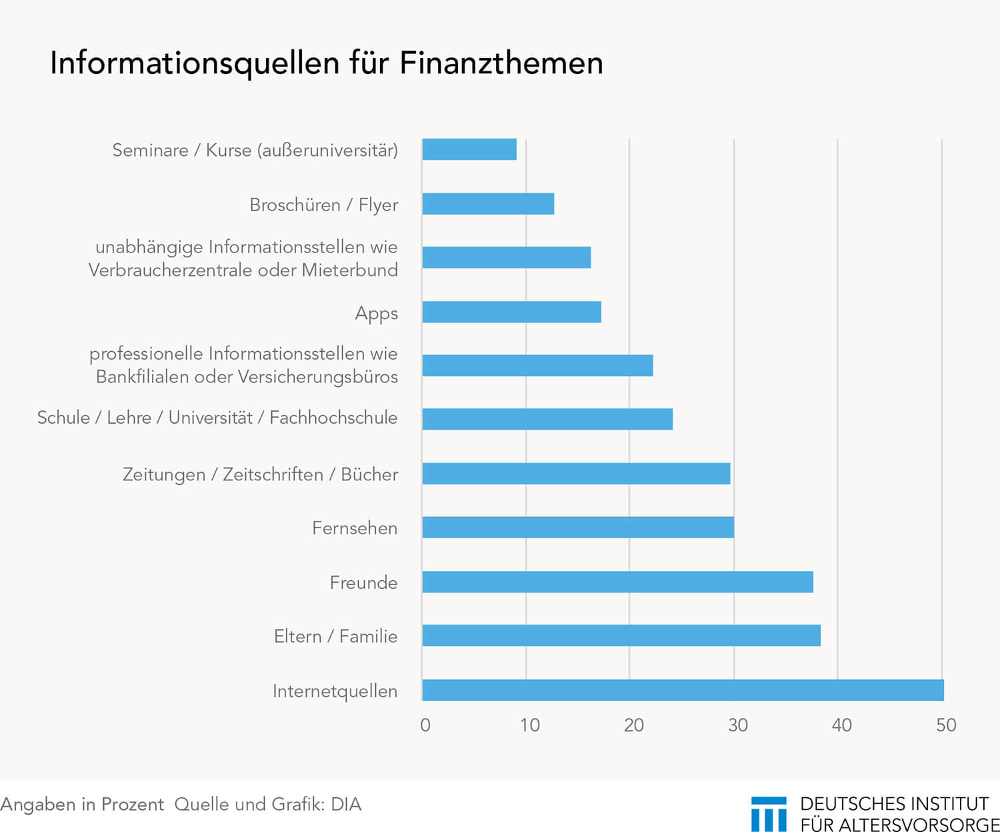 Informationsquellen für Finanzthemen
Seminare / Kurse (außeruniversitär)
Broschüren / Flyer
unabhängige Informationsstellen wie
Verbraucherzentrale oder Mieterbund
Apps
professionelle Informationsstellen wie
Bankfilialen oder Versicherungsbüros
Schule / Lehre / Universität / Fachhochschule
Zeitungen / Zeitschriften / Bücher
Fernsehen
Freunde
Eltern / Familie
Internetquellen
0 10 20 30 40 50
Angaben in Prozent Quelle und Grafik: DIA
DEUTSCHES INSTITUT
FÜR ALTERSVORSORGE